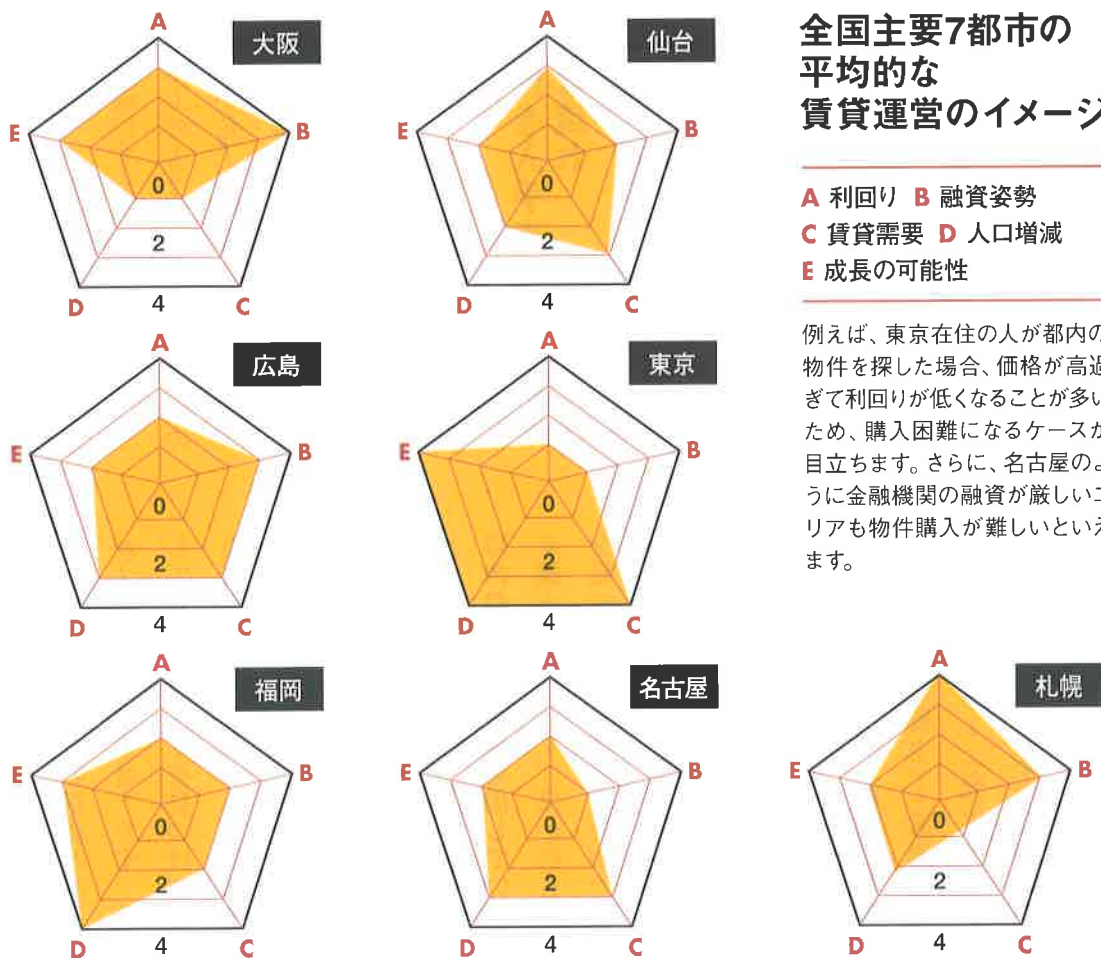 全国主要7都市の
平均的な
賃貸運営のイメージ
A 利回り B 融資姿勢
C 賃貸需要 D 人口増減
E 成長の可能性
例えば、東京在住の人が都内の
物件を探した場合、価格が高過
ぎて利回りが低くなることが多い
ため、購入困難になるケースが
目立ちます。さらに、名古屋のよ
うに金融機関の融資が厳しいエ
リアも物件購入が難しいといえ
ます。
大阪
A
E
B
0
2
D
4
C
仙台
A
E
B
0
2
D
4
C
広島
A
E
B
0
2
D
4
C
東京
A
E
B
0
2
D
4
C
福岡
A
E
B
0
2
D
4
C
名古屋
A
E
B
0
2
D
4
C
札幌
A
E
B
0
2
D
4
C